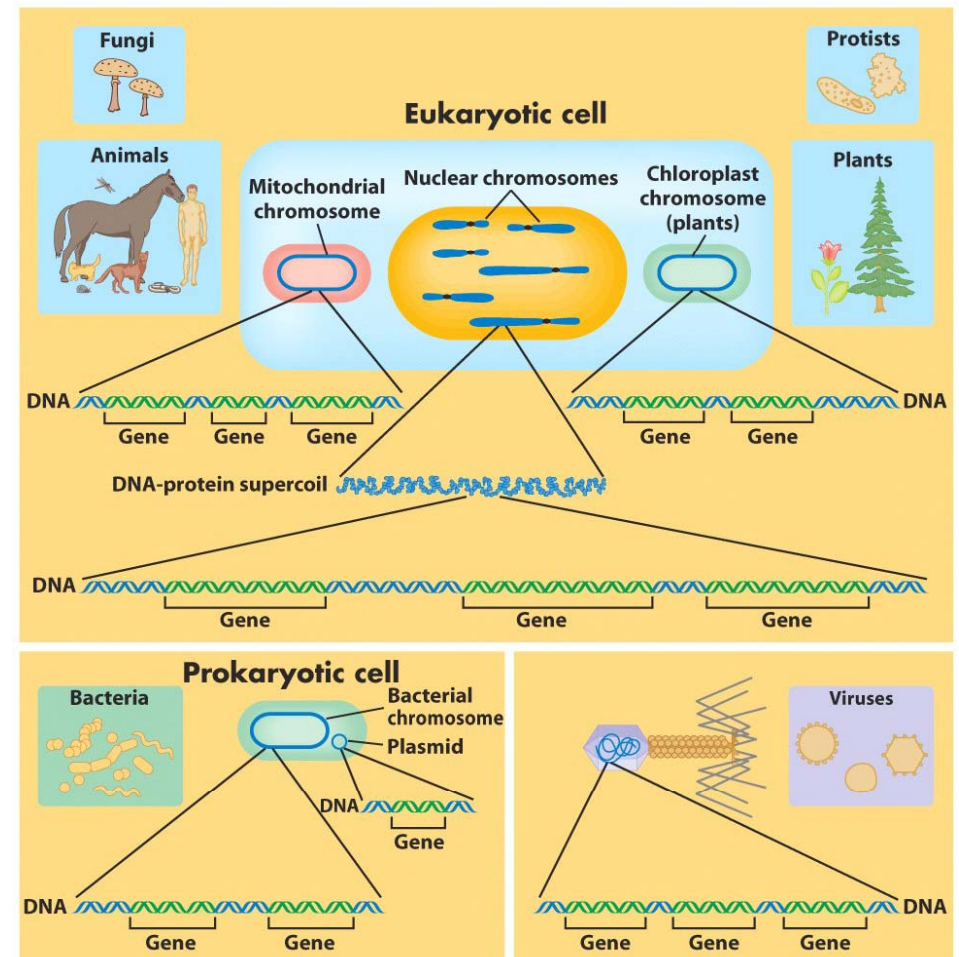 Fungi
Protists
Eukaryotic cell
Animals
Plants
Mitochondrial
chromosome
Nuclear chromosomes
Chloroplast
chromosome
(plants)
DNA
Gene
Gene
Gene
Gene
Gene
DNA
DNA-protein supercoil
DNA
Gene
Gene
Gene
Prokaryotic cell
Bacteria
Bacterial
chromosome
Plasmid
DNA
Gene
DNA
Gene
Gene
Viruses
DNA
Gene
Gene
Gene